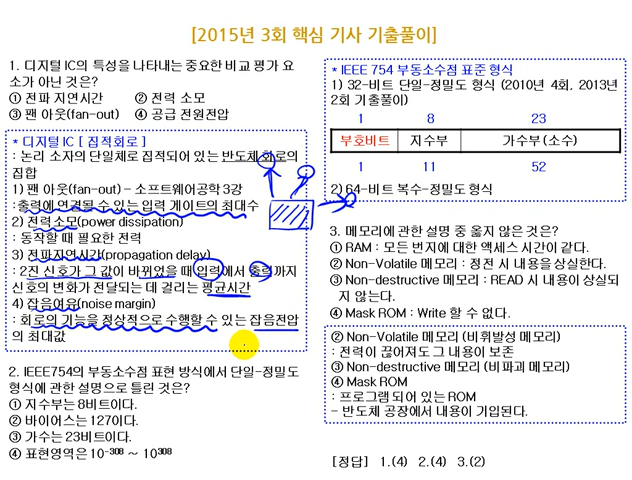 [2015년 3회 핵심 기사 기출풀이]
1. 디지털 IC의 특성을 나타내는 중요한 비교 평가 요
소가 아닌 것은?
① 전파 지연시간 ② 전력 소모
③ 팬 아웃(fan-out) ④ 공급 전원전압
* 디지털 IC [ 집적회로 ]
: 논리 소자의 단일체로 집적되어 있는 반도체 회로의
집합
1) 팬 아웃(fan-out) - 소프트웨어공학 3강
: 출력에 연결될 수 있는 입력 게이트의 최대수
2) 전력소모(power dissipation)
: 동작할 때 필요한 전력
3) 전파지연시간(propagation delay)
: 2진 신호가 그 값이 바뀌었을 때 입력에서 출력까지
신호의 변화가 전달되는 데 걸리는 평균시간
4) 잡음여유(noise margin)
: 회로의 기능을 정상적으로 수행할 수 있는 잡음전압
의 최대값
2. IEEE754의 부동소수점 표현 방식에서 단일-정밀도
형식에 관한 설명으로 틀린 것은?
① 지수부는 8비트이다.
② 바이어스는 127이다.
③ 가수는 23비트이다.
④ 표현영역은 10⁻³⁰⁸ ~ 10³⁰⁸
* IEEE 754 부동소수점 표준 형식
1) 32-비트 단일-정밀도 형식 (2010년 4회, 2013년
2회 기출풀이)
1 8 23
부호비트 지수부 가수부(소수)
1 11 52
2) 64-비트 복수-정밀도 형식
3. 메모리에 관한 설명 중 옳지 않은 것은?
① RAM : 모든 번지에 대한 액세스 시간이 같다.
② Non-Volatile 메모리 : 정전 시 내용을 상실한다.
③ Non-destructive 메모리 : READ 시 내용이 상실되
지 않는다.
④ Mask ROM : Write 할 수 없다.
② Non-Volatile 메모리 (비휘발성 메모리)
: 전력이 끊어져도 그 내용이 보존
③ Non-destructive 메모리 (비파괴 메모리)
④ Mask ROM
: 프로그램 되어 있는 ROM
- 반도체 공장에서 내용이 기입된다.
[정답] 1.(4) 2.(4) 3.(2)